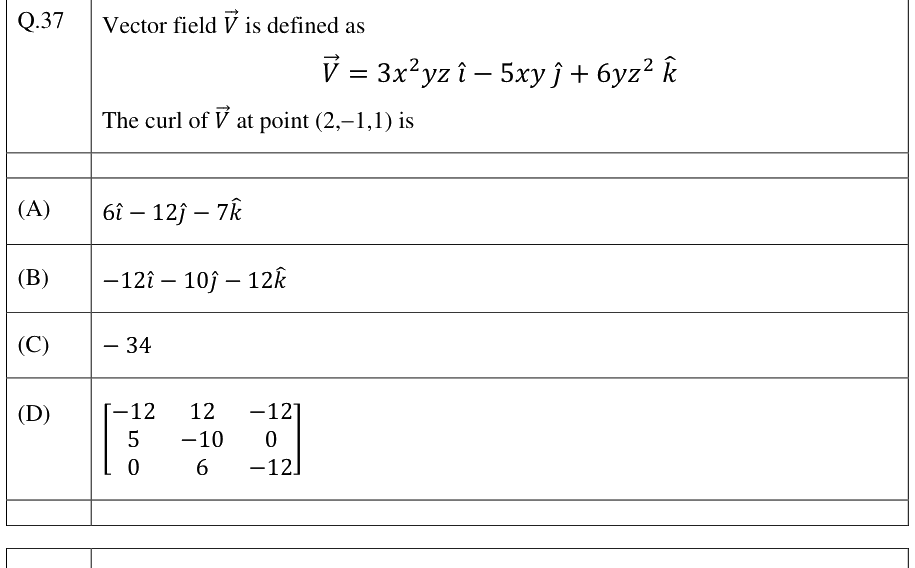 Q.37 Vector field V⃗ is defined as
V⃗ = 3x²yz î − 5xy ĵ + 6yz² k̂
The curl of V⃗ at point (2,–1,1) is
(A) 6î − 12ĵ − 7k̂
(B) −12î − 10ĵ − 12k̂
(C) − 34
(D) [−12 12 −12]
[5 −10 0]
[0 6 −12]